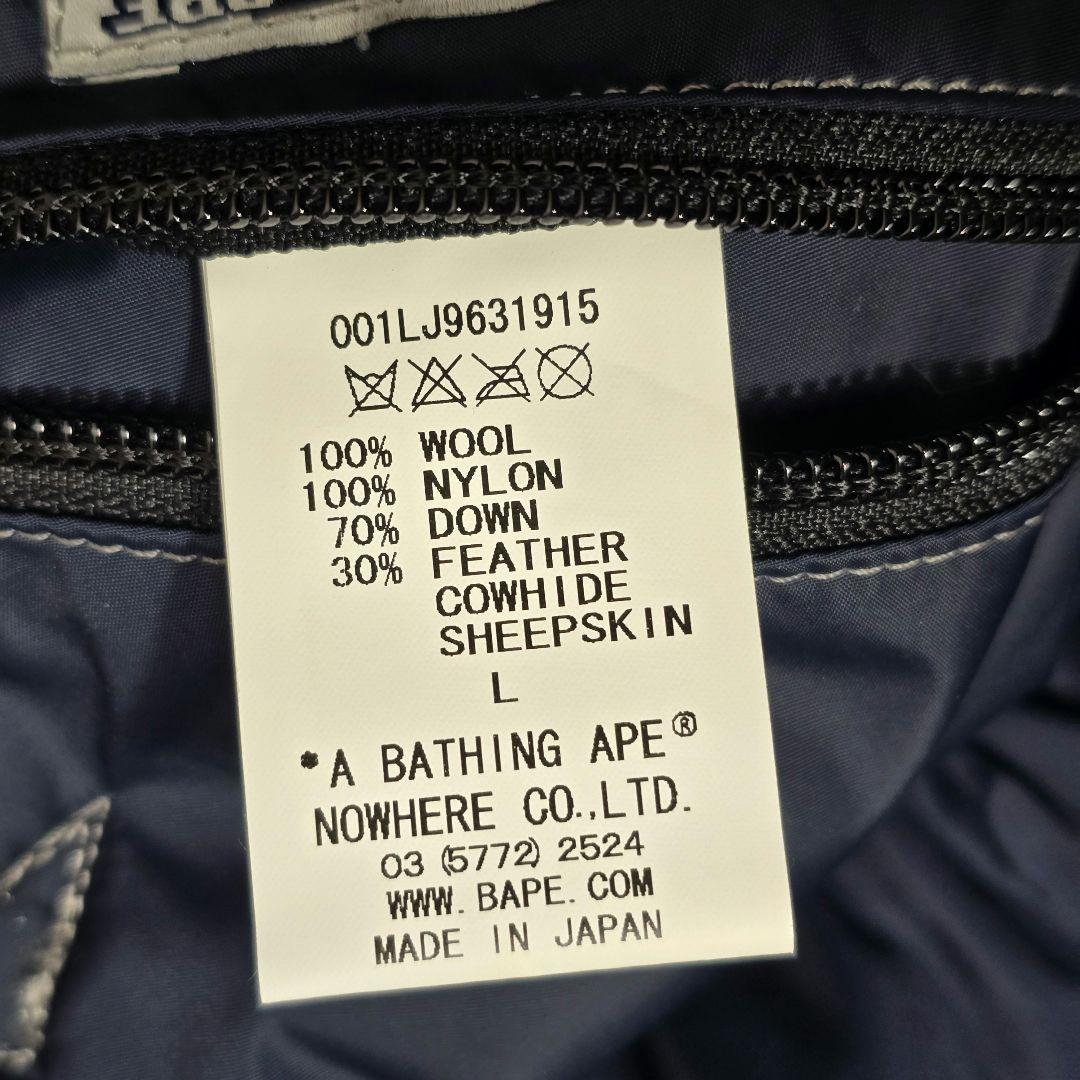 001LJ9631915
100% WOOL
100% NYLON
70% DOWN
30% FEATHER
COWHIDE
SHEEPSKIN
L
*A BATHING APE®
NOWHERE CO.,LTD.
03 (5772) 2524
WWW. BAPE. COM
MADE IN JAPAN